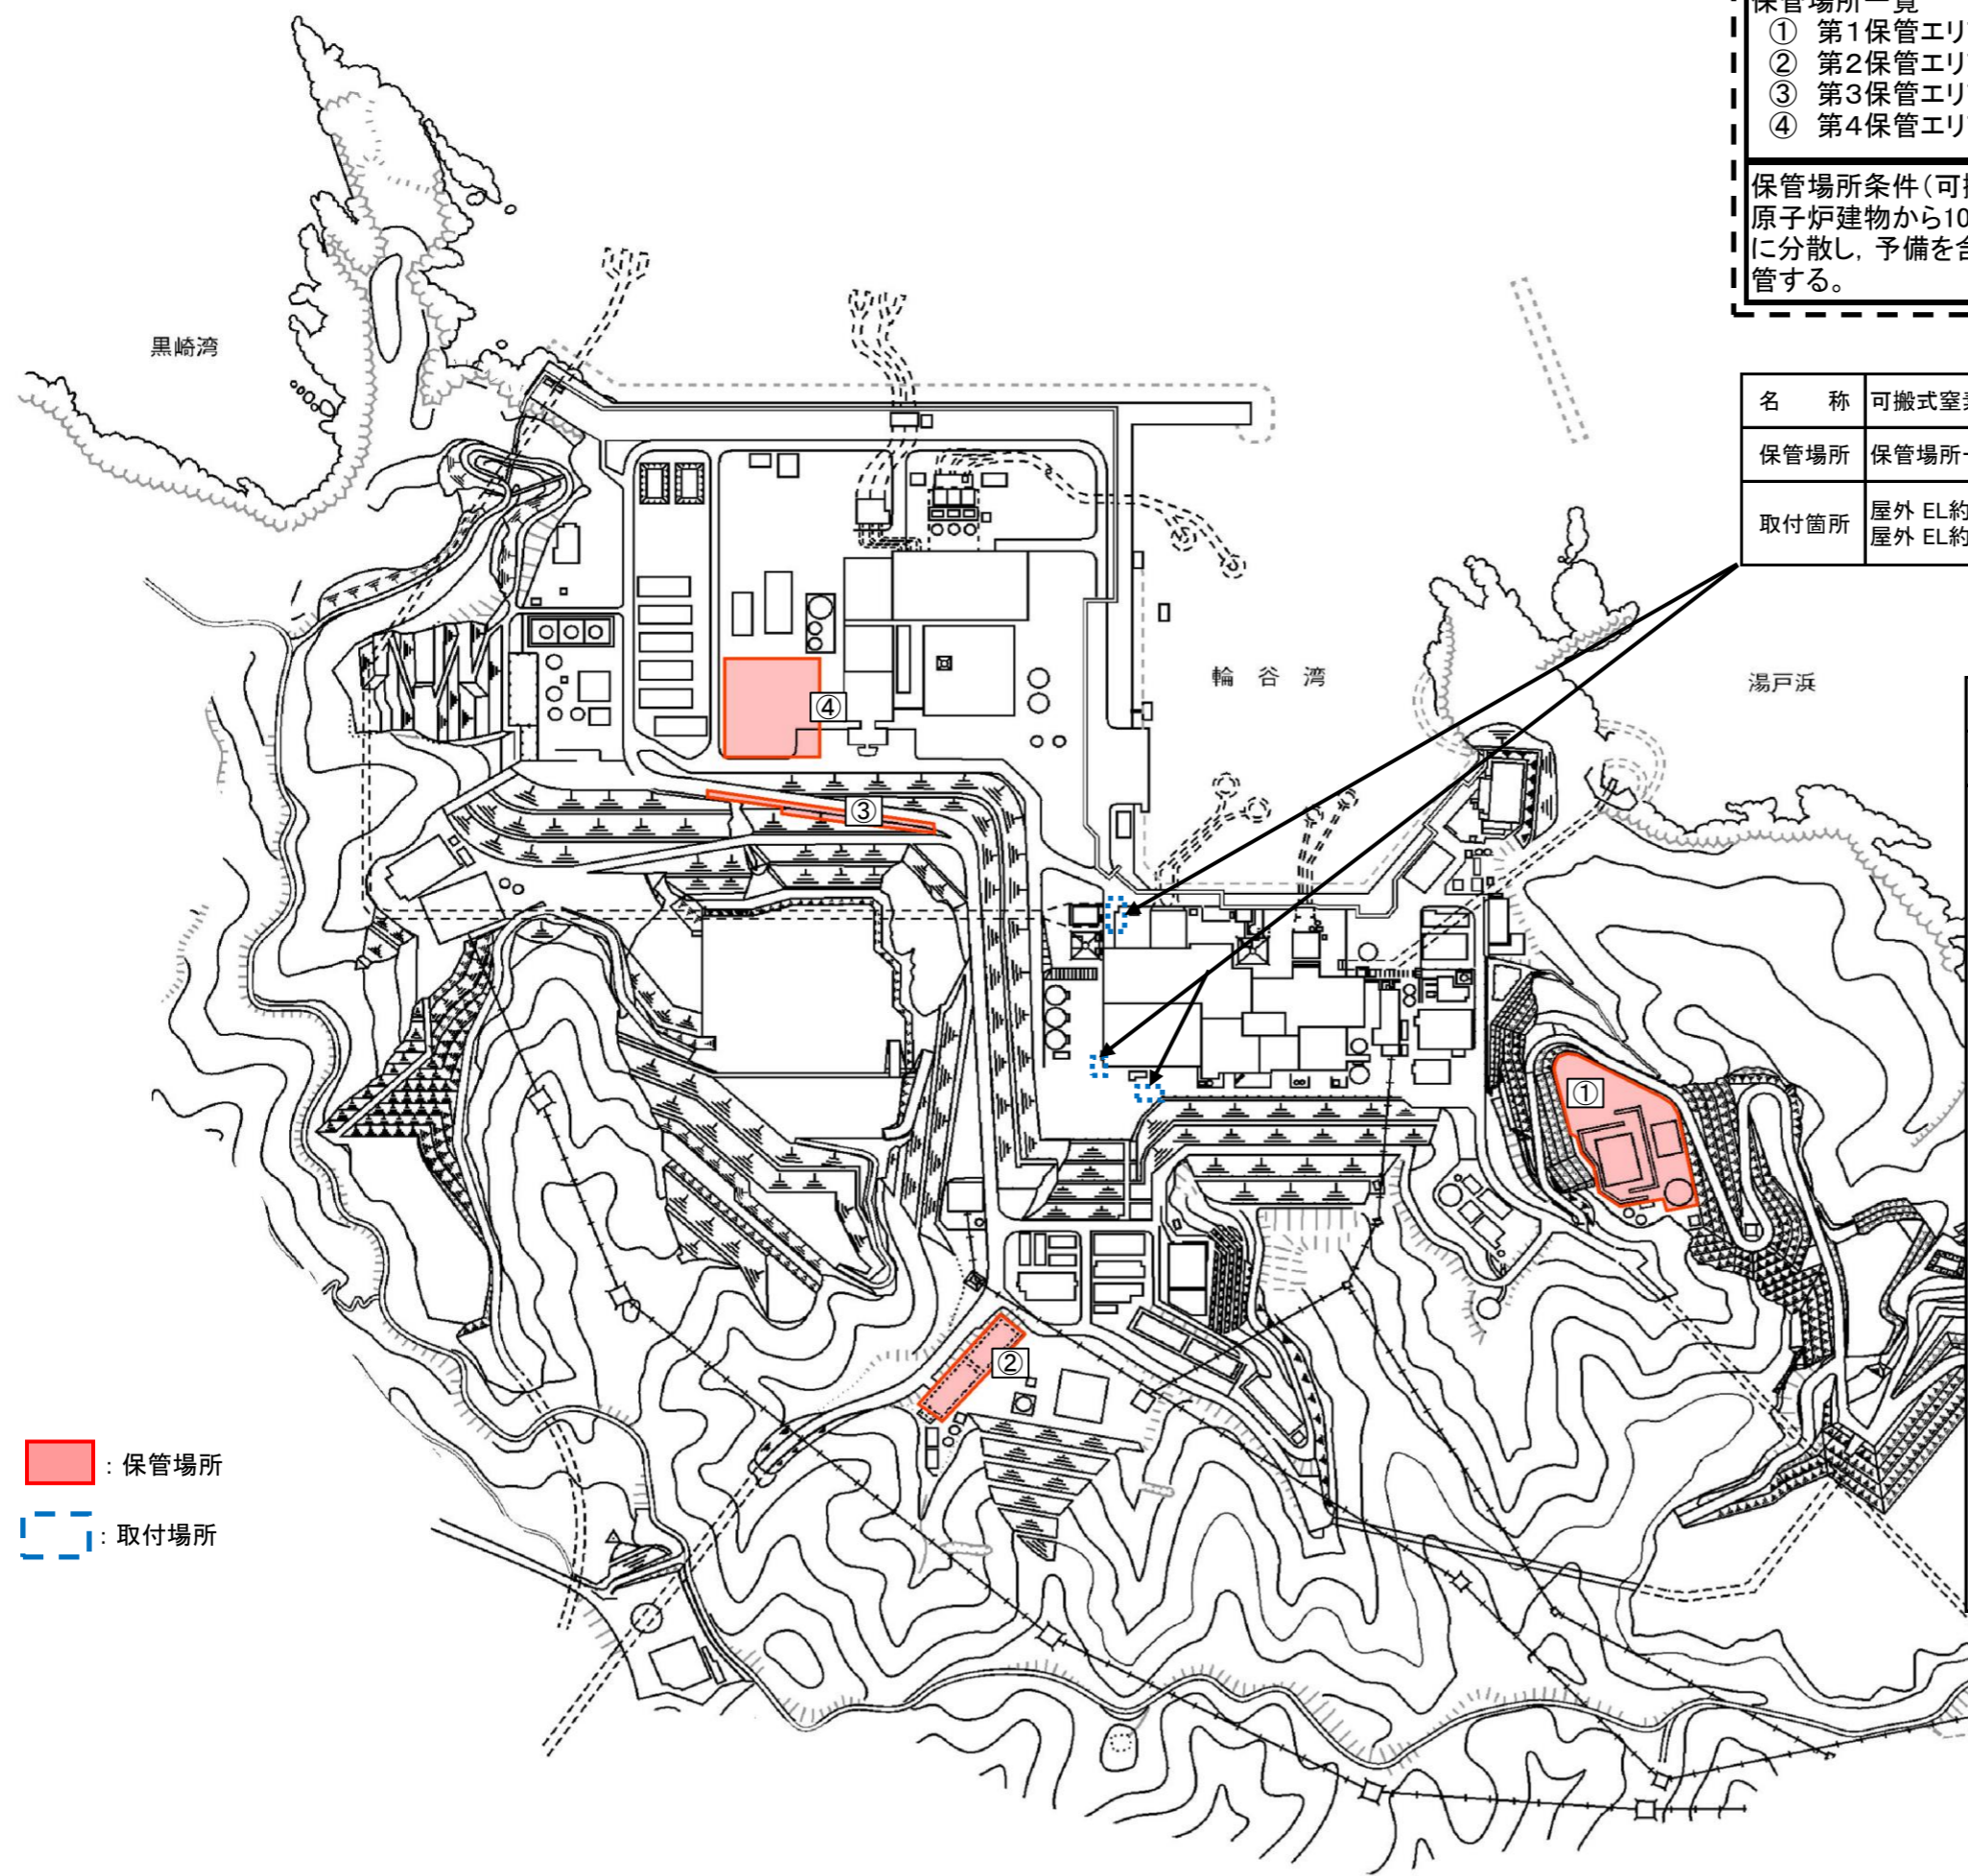 保管場所一覧
① 第1保管エリ
② 第2保管エリ
③ 第3保管エリ
④ 第4保管エリ
保管場所条件（可
原子炉建物から10
に分散し，予備を含
管する。
黒崎湾
名　称 可搬式窒
保管場所 保管場所
取付箇所 屋外 EL約
屋外 EL約
輪谷湾
湯戸浜
④
③
①
②
：保管場所
：取付場所